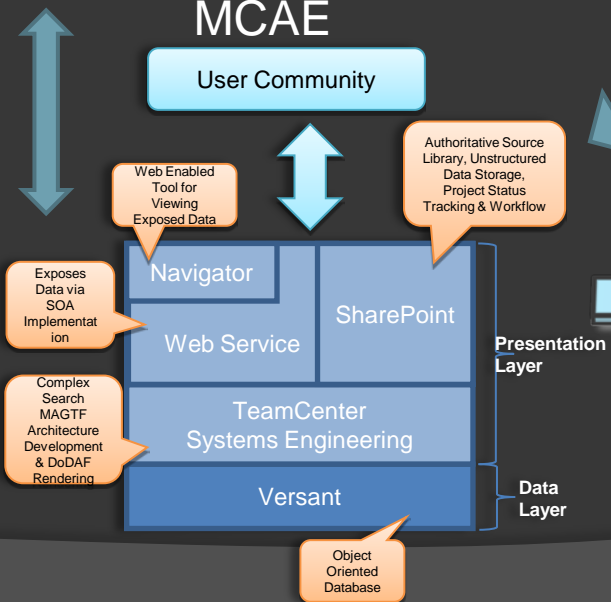 MCAE
User Community
Authoritative Source
Library, Unstructured
Data Storage,
Project Status
Tracking & Workflow
Web Enabled
Tool for
Viewing
Exposed Data
Navigator
Exposes
Data via
SOA
Implementat
ion
SharePoint
Web Service
Presentation
Layer
Complex
Search
MAGTF
Architecture
Development
& DoDAF
Rendering
TeamCenter
Systems Engineering
Versant
Data
Layer
Object
Oriented
Database